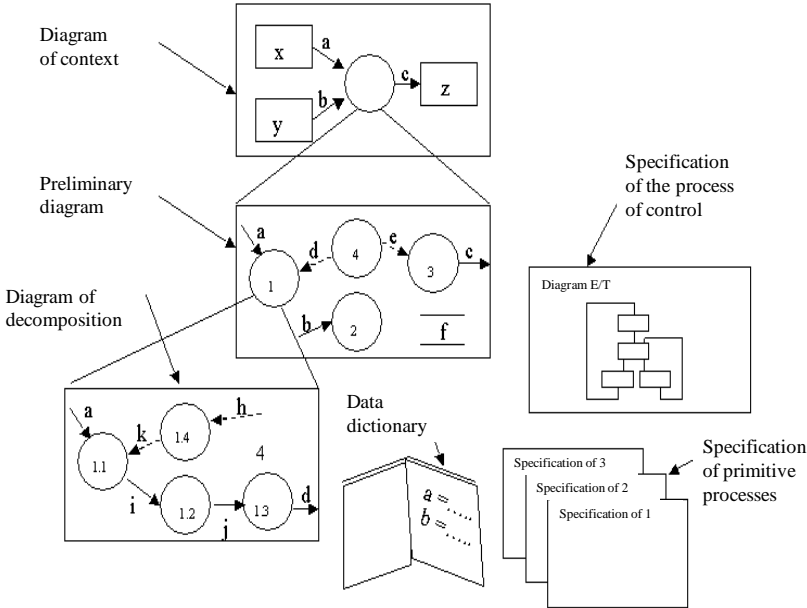 Diagram
of context
x
a
y
b
c
z
Preliminary
diagram
a
1
d
4
e
3
c
b
2
f
Specification
of the process
of control
Diagram E/T
Diagram of
decomposition
a
1.1
k
1.4
h
4
i
1.2
j
1.3
d
Data
dictionary
a = .....
b = .....
Specification of 3
Specification of 2
Specification of 1
Specification
of primitive
processes